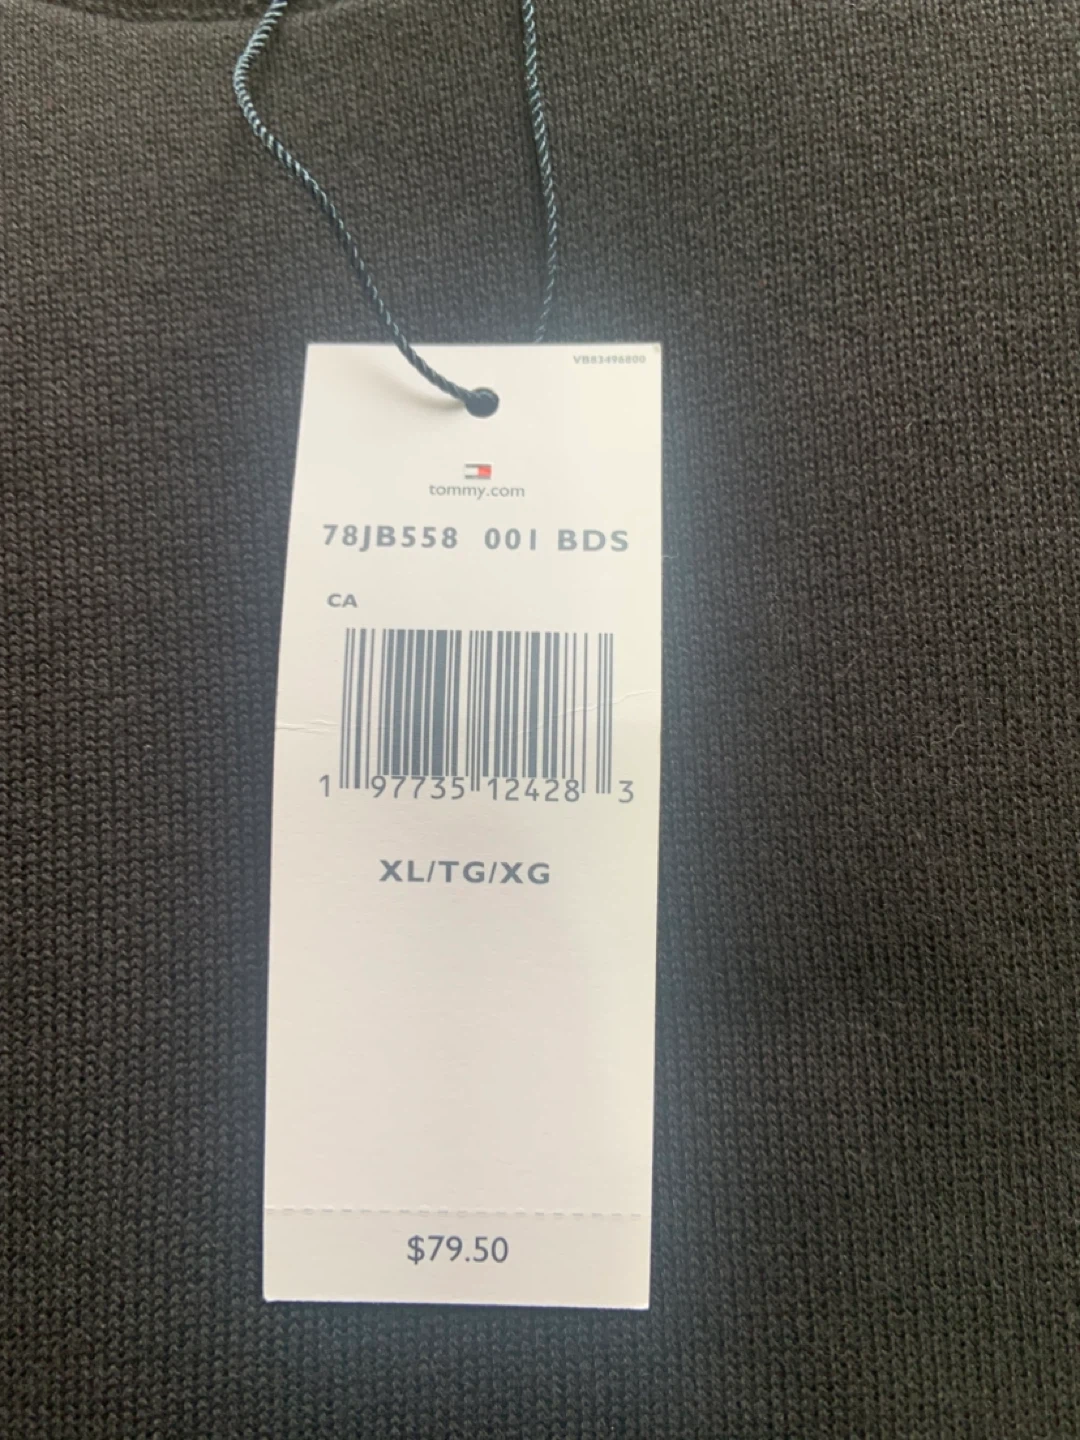 VB83496800
tommy.com
78JB558 001 BDS
CA
1 97735 12428 3
XL/TG/XG
$79.50